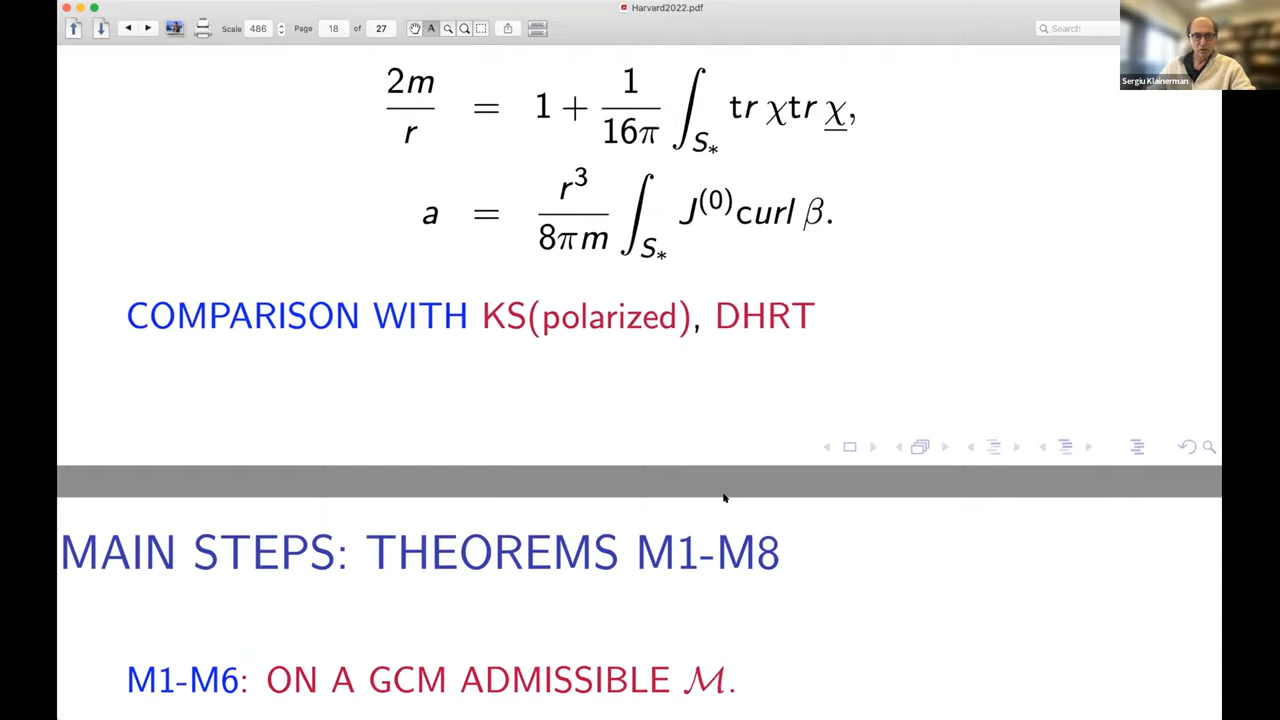 Harvard2022.pdf
Scale 486 Page 18 of 27 Search
Sergiu Klainerman
2m/r = 1 + 1/16π ∫_{S_*} tr χ tr χ̲,
a = r³/8πm ∫_{S_*} J^{(0)} curl β.
COMPARISON WITH KS(polarized), DHRT
MAIN STEPS: THEOREMS M1-M8
M1-M6: ON A GCM ADMISSIBLE ℳ.